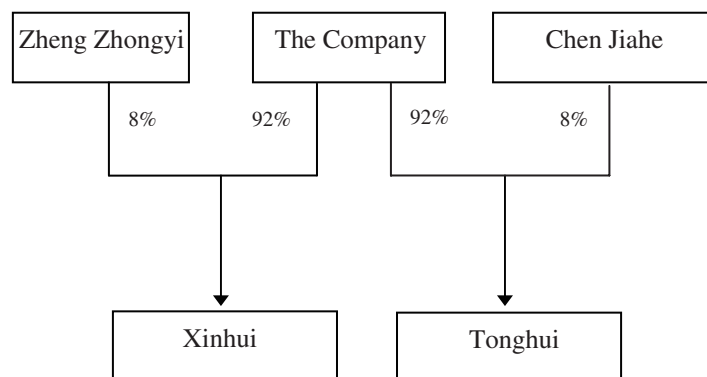 Zheng Zhongyi
The Company
Chen Jiahe
8%
92%
92%
8%
Xinhui
Tonghui